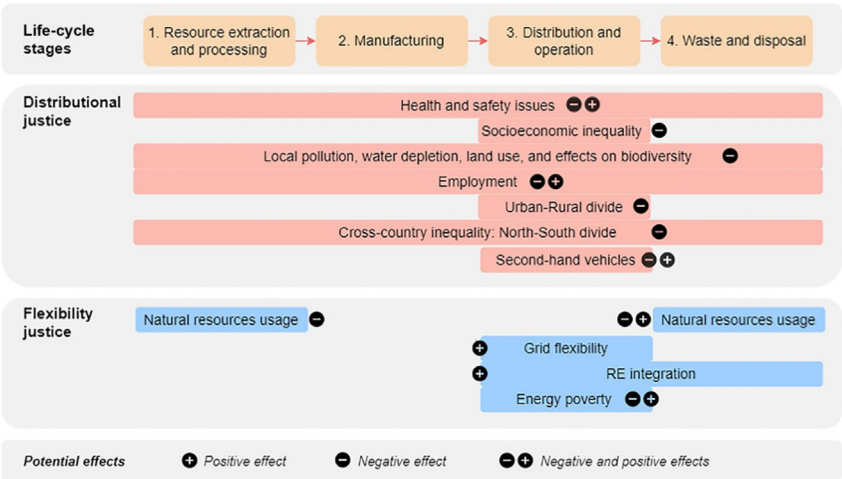 Life-cycle
stages
1. Resource extraction
and processing
2. Manufacturing
3. Distribution and
operation
4. Waste and disposal
Distributional
justice
Health and safety issues
Socioeconomic inequality
Local pollution, water depletion, land use, and effects on biodiversity
Employment
Urban-Rural divide
Cross-country inequality: North-South divide
Second-hand vehicles
Flexibility
justice
Natural resources usage
Natural resources usage
Grid flexibility
RE integration
Energy poverty
Potential effects
Positive effect
Negative effect
Negative and positive effects